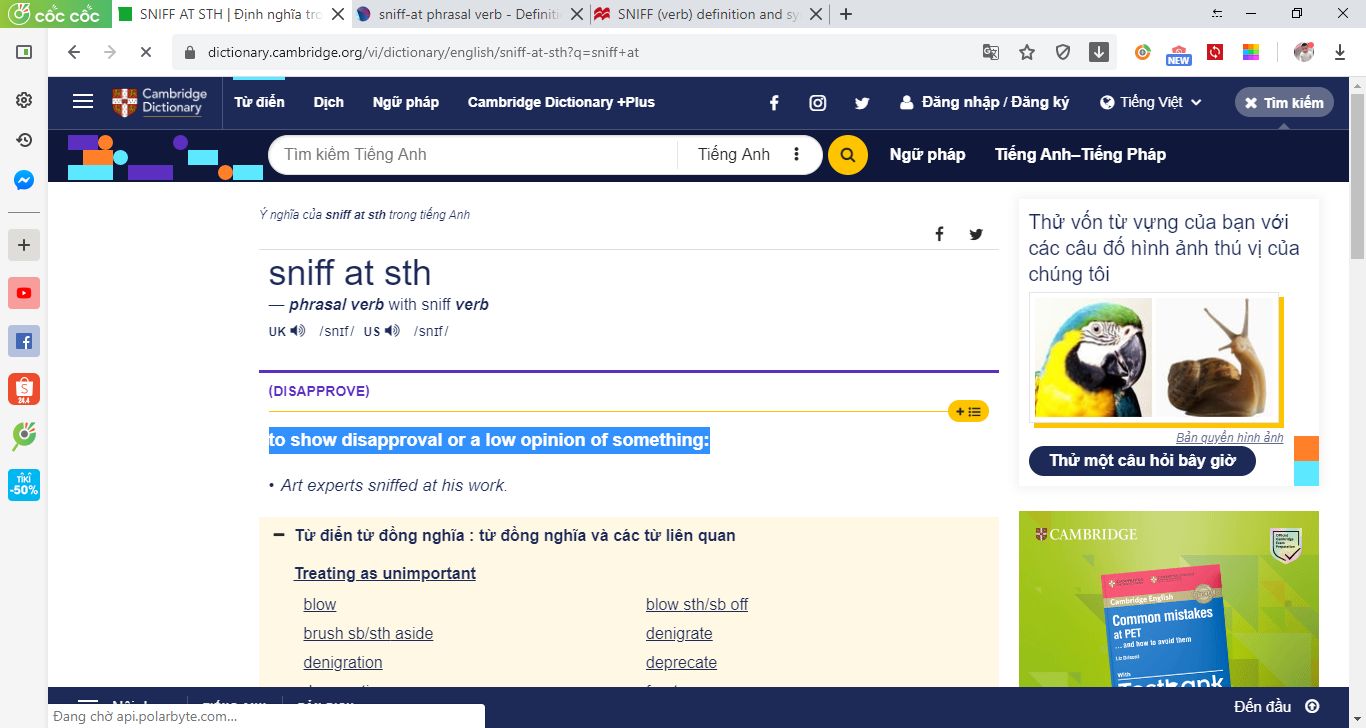 cốc cốc
SNIFF AT STH | Định nghĩa tro
sniff-at phrasal verb - Definiti
SNIFF (verb) definition and sy
dictionary.cambridge.org/vi/dictionary/english/sniff-at-sth?q=sniff+at
NEW
Cambridge
Dictionary
Từ điển Dịch Ngữ pháp Cambridge Dictionary +Plus
Đăng nhập / Đăng ký Tiếng Việt Tìm kiếm
Tìm kiếm Tiếng Anh Tiếng Anh Ngữ pháp Tiếng Anh–Tiếng Pháp
24.4
TIKI
-50%
Ý nghĩa của sniff at sth trong tiếng Anh
sniff at sth
— phrasal verb with sniff verb
UK /snɪf/ US /snɪf/
(DISAPPROVE)
to show disapproval or a low opinion of something:
• Art experts sniffed at his work.
Từ điển từ đồng nghĩa : từ đồng nghĩa và các từ liên quan
Treating as unimportant
blow blow sth/sb off
brush sb/sth aside denigrate
denigration deprecate
Thử vốn từ vựng của bạn với
các câu đố hình ảnh thú vị của
chúng tôi
Bản quyền hình ảnh
Thử một câu hỏi bây giờ
CAMBRIDGE
Cambridge English
Common mistakes
at PET
... and how to avoid them
Liz Driscoll
With
Testbank
Đến đầu
Đang chờ api.polarbyte.com...